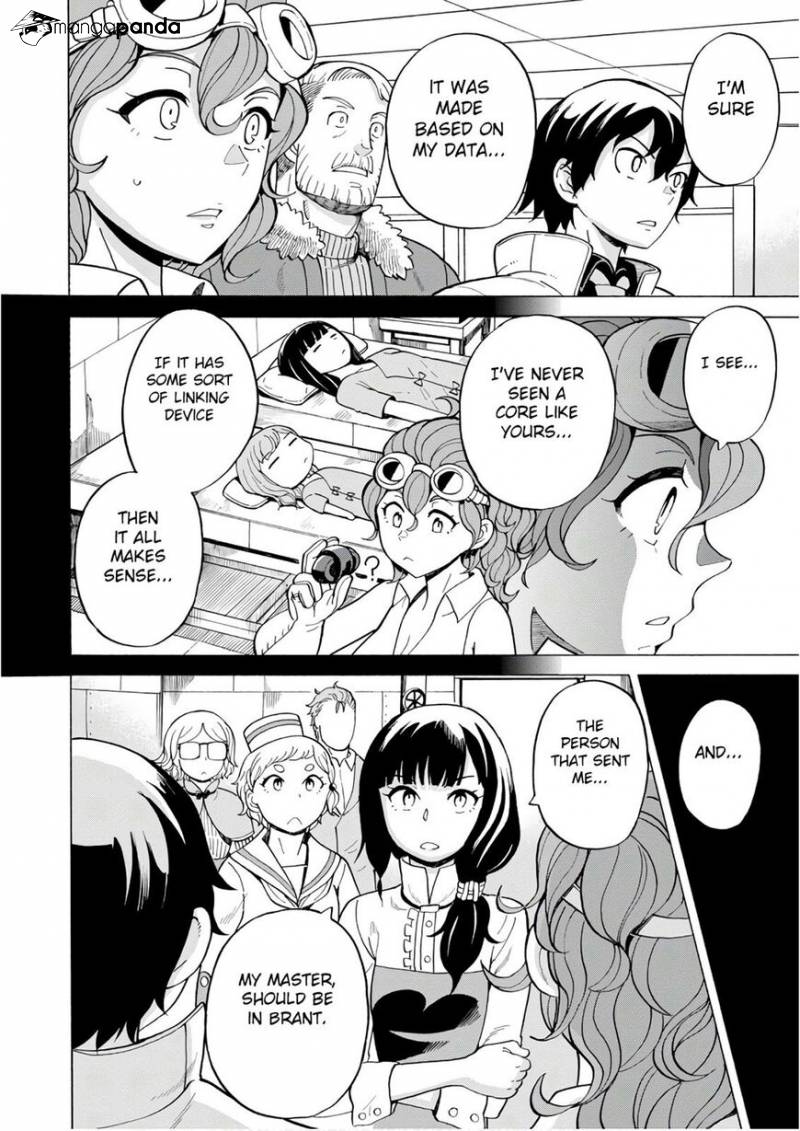 mangapanda
I'M
SURE
IT WAS
MADE
BASED ON
MY DATA...
I SEE...
I'VE NEVER
SEEN A
CORE LIKE
YOURS...
IF IT HAS
SOME SORT
OF LINKING
DEVICE
THEN
IT ALL
MAKES
SENSE...
?
AND...
THE
PERSON
THAT SENT
ME...
MY MASTER,
SHOULD BE
IN BRANT.